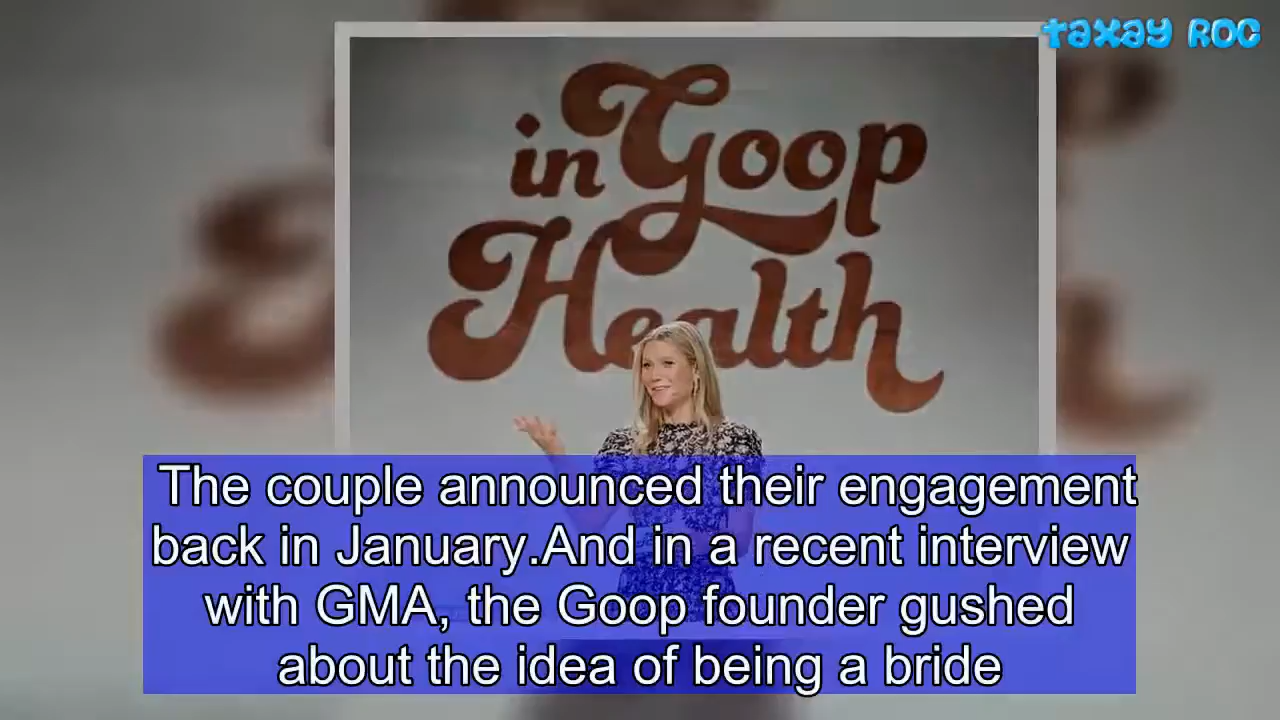 taxay ROC
in Goop
Health
The couple announced their engagement
back in January.And in a recent interview
with GMA, the Goop founder gushed
about the idea of being a bride